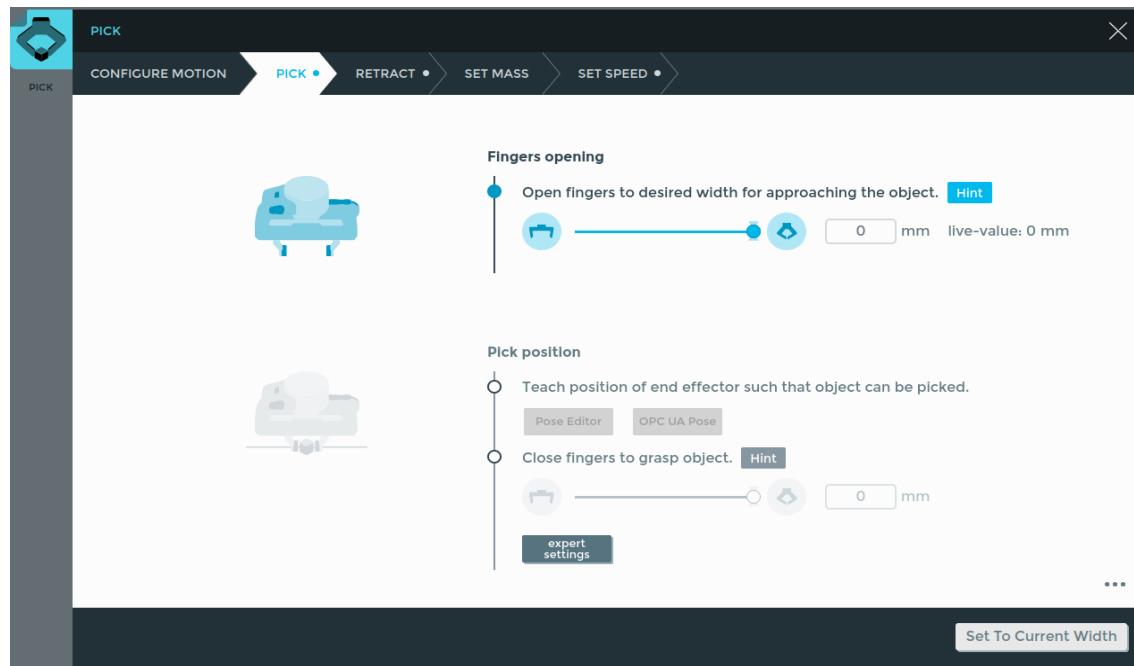 PICK
PICK
CONFIGURE MOTION
PICK
RETRACT
SET MASS
SET SPEED
Fingers opening
Open fingers to desired width for approaching the object. Hint
0 mm live-value: 0 mm
Pick position
Teach position of end effector such that object can be picked.
Pose Editor OPC UA Pose
Close fingers to grasp object. Hint
0 mm
expert
settings
Set To Current Width